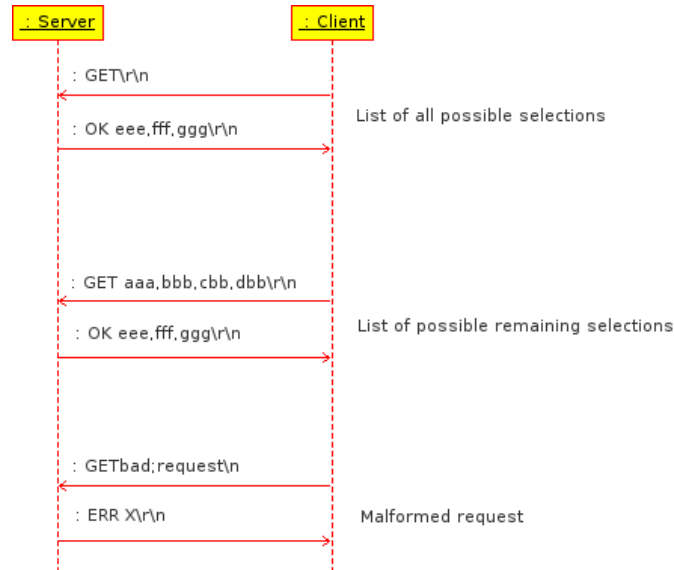 : Server
: Client
: GET\r\n
List of all possible selections
: OK eee,fff,ggg\r\n
: GET aaa,bbb,cbb,dbb\r\n
List of possible remaining selections
: OK eee,fff,ggg\r\n
: GETbad;request\n
: ERR X\r\n
Malformed request